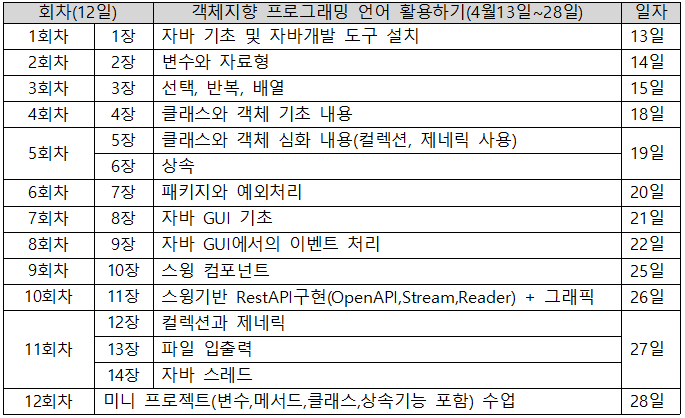 회차(12일) 객체지향 프로그래밍 언어 활용하기(4월13일~28일) 일자
1회차 1장 자바 기초 및 자바개발 도구 설치 13일
2회차 2장 변수와 자료형 14일
3회차 3장 선택, 반복, 배열 15일
4회차 4장 클래스와 객체 기초 내용 18일
5회차 5장 클래스와 객체 심화 내용(컬렉션, 제네릭 사용) 19일
6장 상속
6회차 7장 패키지와 예외처리 20일
7회차 8장 자바 GUI 기초 21일
8회차 9장 자바 GUI에서의 이벤트 처리 22일
9회차 10장 스윙 컴포넌트 25일
10회차 11장 스윙기반 RestAPI구현(OpenAPI,Stream,Reader) + 그래픽 26일
11회차 12장 컬렉션과 제네릭 27일
13장 파일 입출력
14장 자바 스레드
12회차 미니 프로젝트(변수,메서드,클래스,상속기능 포함) 수업 28일